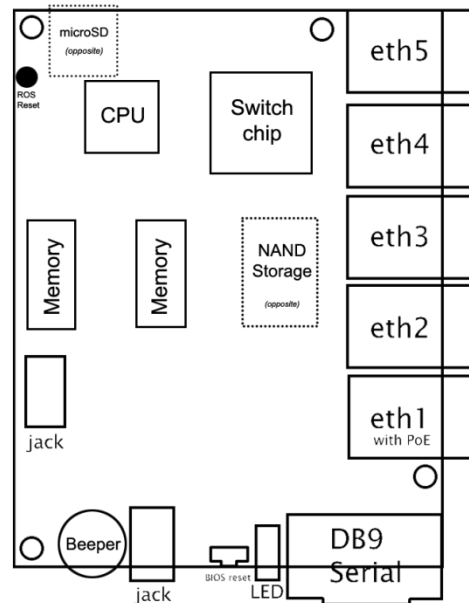 microSD
(opposite)
ROS
Reset
CPU
Switch
chip
eth5
eth4
Memory
Memory
NAND
Storage
(opposite)
eth3
eth2
jack
eth1
with PoE
Beeper
jack
BIOS reset
LED
DB9
Serial